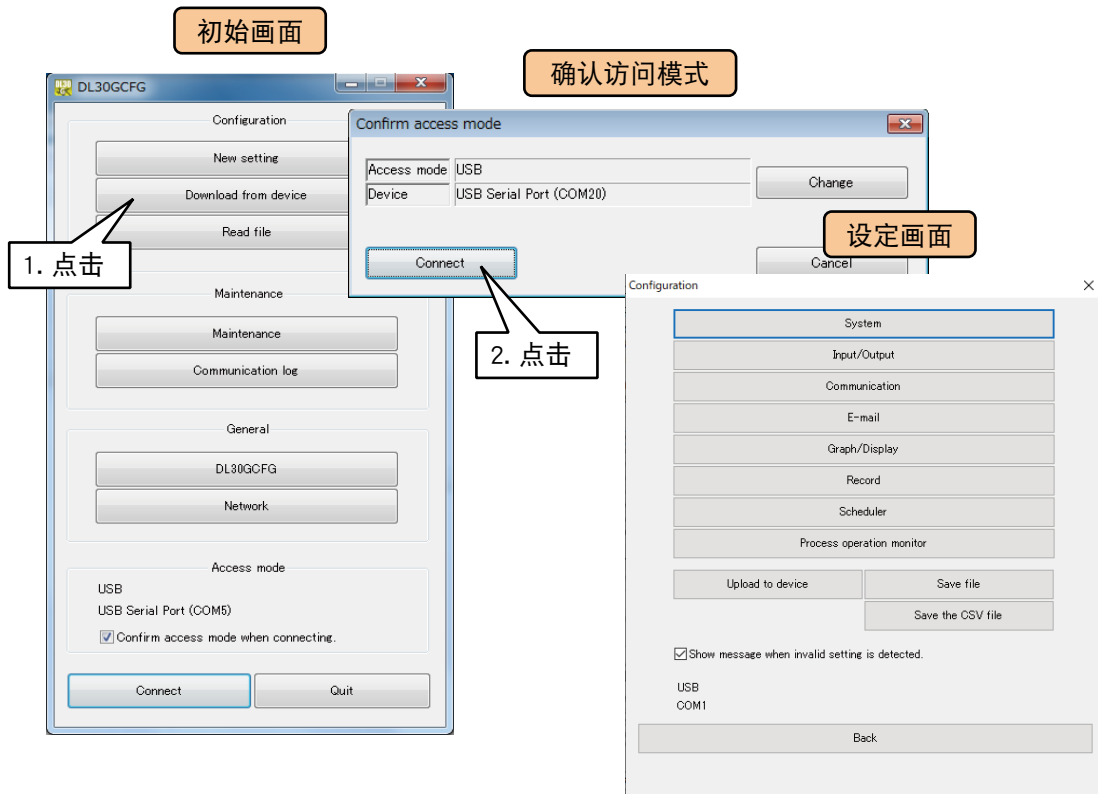 初始画面
DL30GCFG
Configuration
New setting
Download from device
Read file
1. 点击
Maintenance
Maintenance
Communication log
General
DL30GCFG
Network
Access mode
USB
USB Serial Port (COM5)
Confirm access mode when connecting.
Connect
Quit
确认访问模式
Confirm access mode
Access mode USB
Device USB Serial Port (COM20)
Change
Connect
Cancel
2. 点击
设定画面
Configuration
System
Input/Output
Communication
E-mail
Graph/Display
Record
Scheduler
Process operation monitor
Upload to device
Save file
Save the CSV file
Show message when invalid setting is detected.
USB
COM1
Back